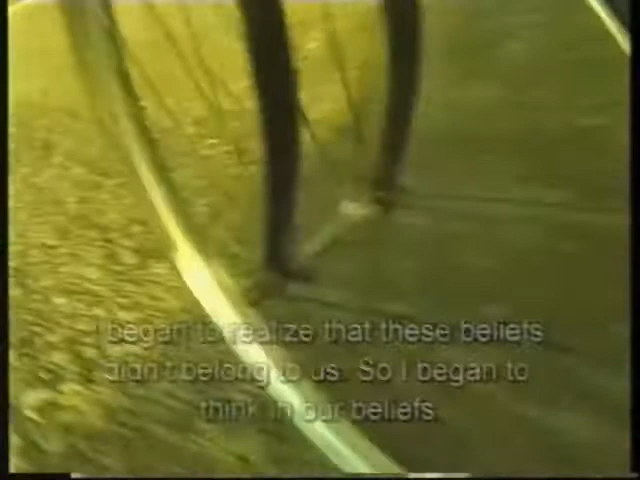 I began to realize that these beliefs
didn't belong to us. So I began to
think in our beliefs.